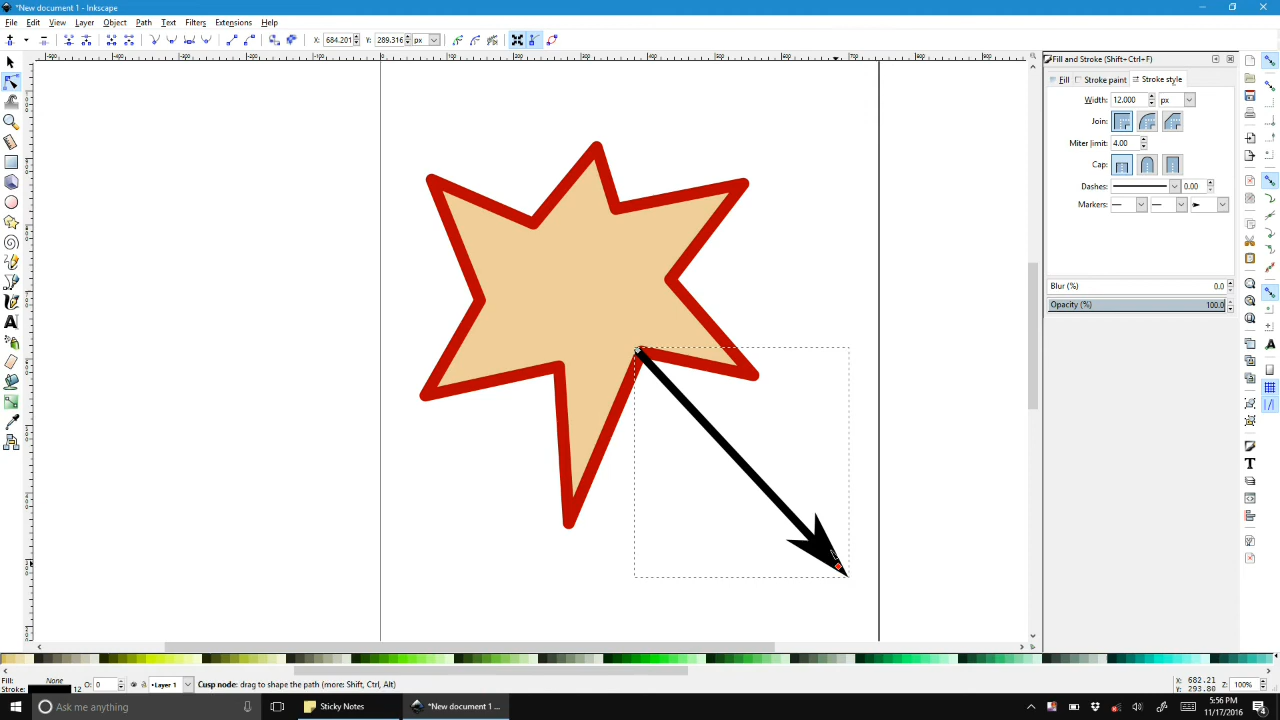 *New document 1 - Inkscape
File Edit View Layer Object Path Text Filters Extensions Help
X: 684.201 Y: 289.316 px
Fill and Stroke (Shift+Ctrl+F)
Fill Stroke paint Stroke style
Width: 12.000 px
Join:
Miter limit: 4.00
Cap:
Dashes: 0.00
Markers:
Blur (%) 0.0
Opacity (%) 100.0
Fill: None
Stroke: 12 O: 0 Layer 1 Cusp node: drag to shape the path (more: Shift, Ctrl, Alt)
X: 682.21
Y: 293.80 Z: 100%
Ask me anything
Sticky Notes
*New document 1 ...
5:56 PM
11/17/2016
4